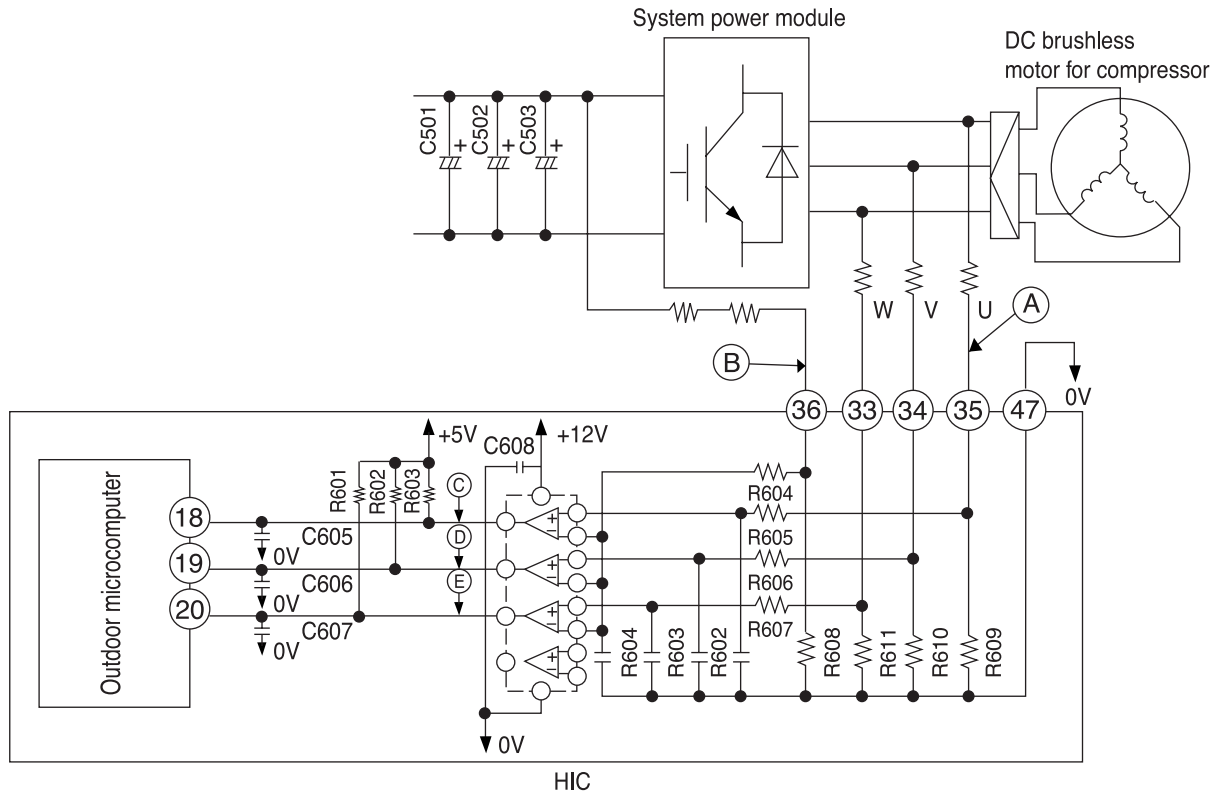 System power module
DC brushless
motor for compressor
C501
+
C502
+
C503
+
W
V
U
A
B
36
33
34
35
47
0V
+5V
C608
+12V
R601
R602
R603
C
D
E
R604
R605
R606
R607
18
19
20
C605
0V
C606
0V
C607
0V
+
−
+
−
+
−
+
−
R604
R603
R602
R608
R611
R610
R609
0V
Outdoor microcomputer
HIC